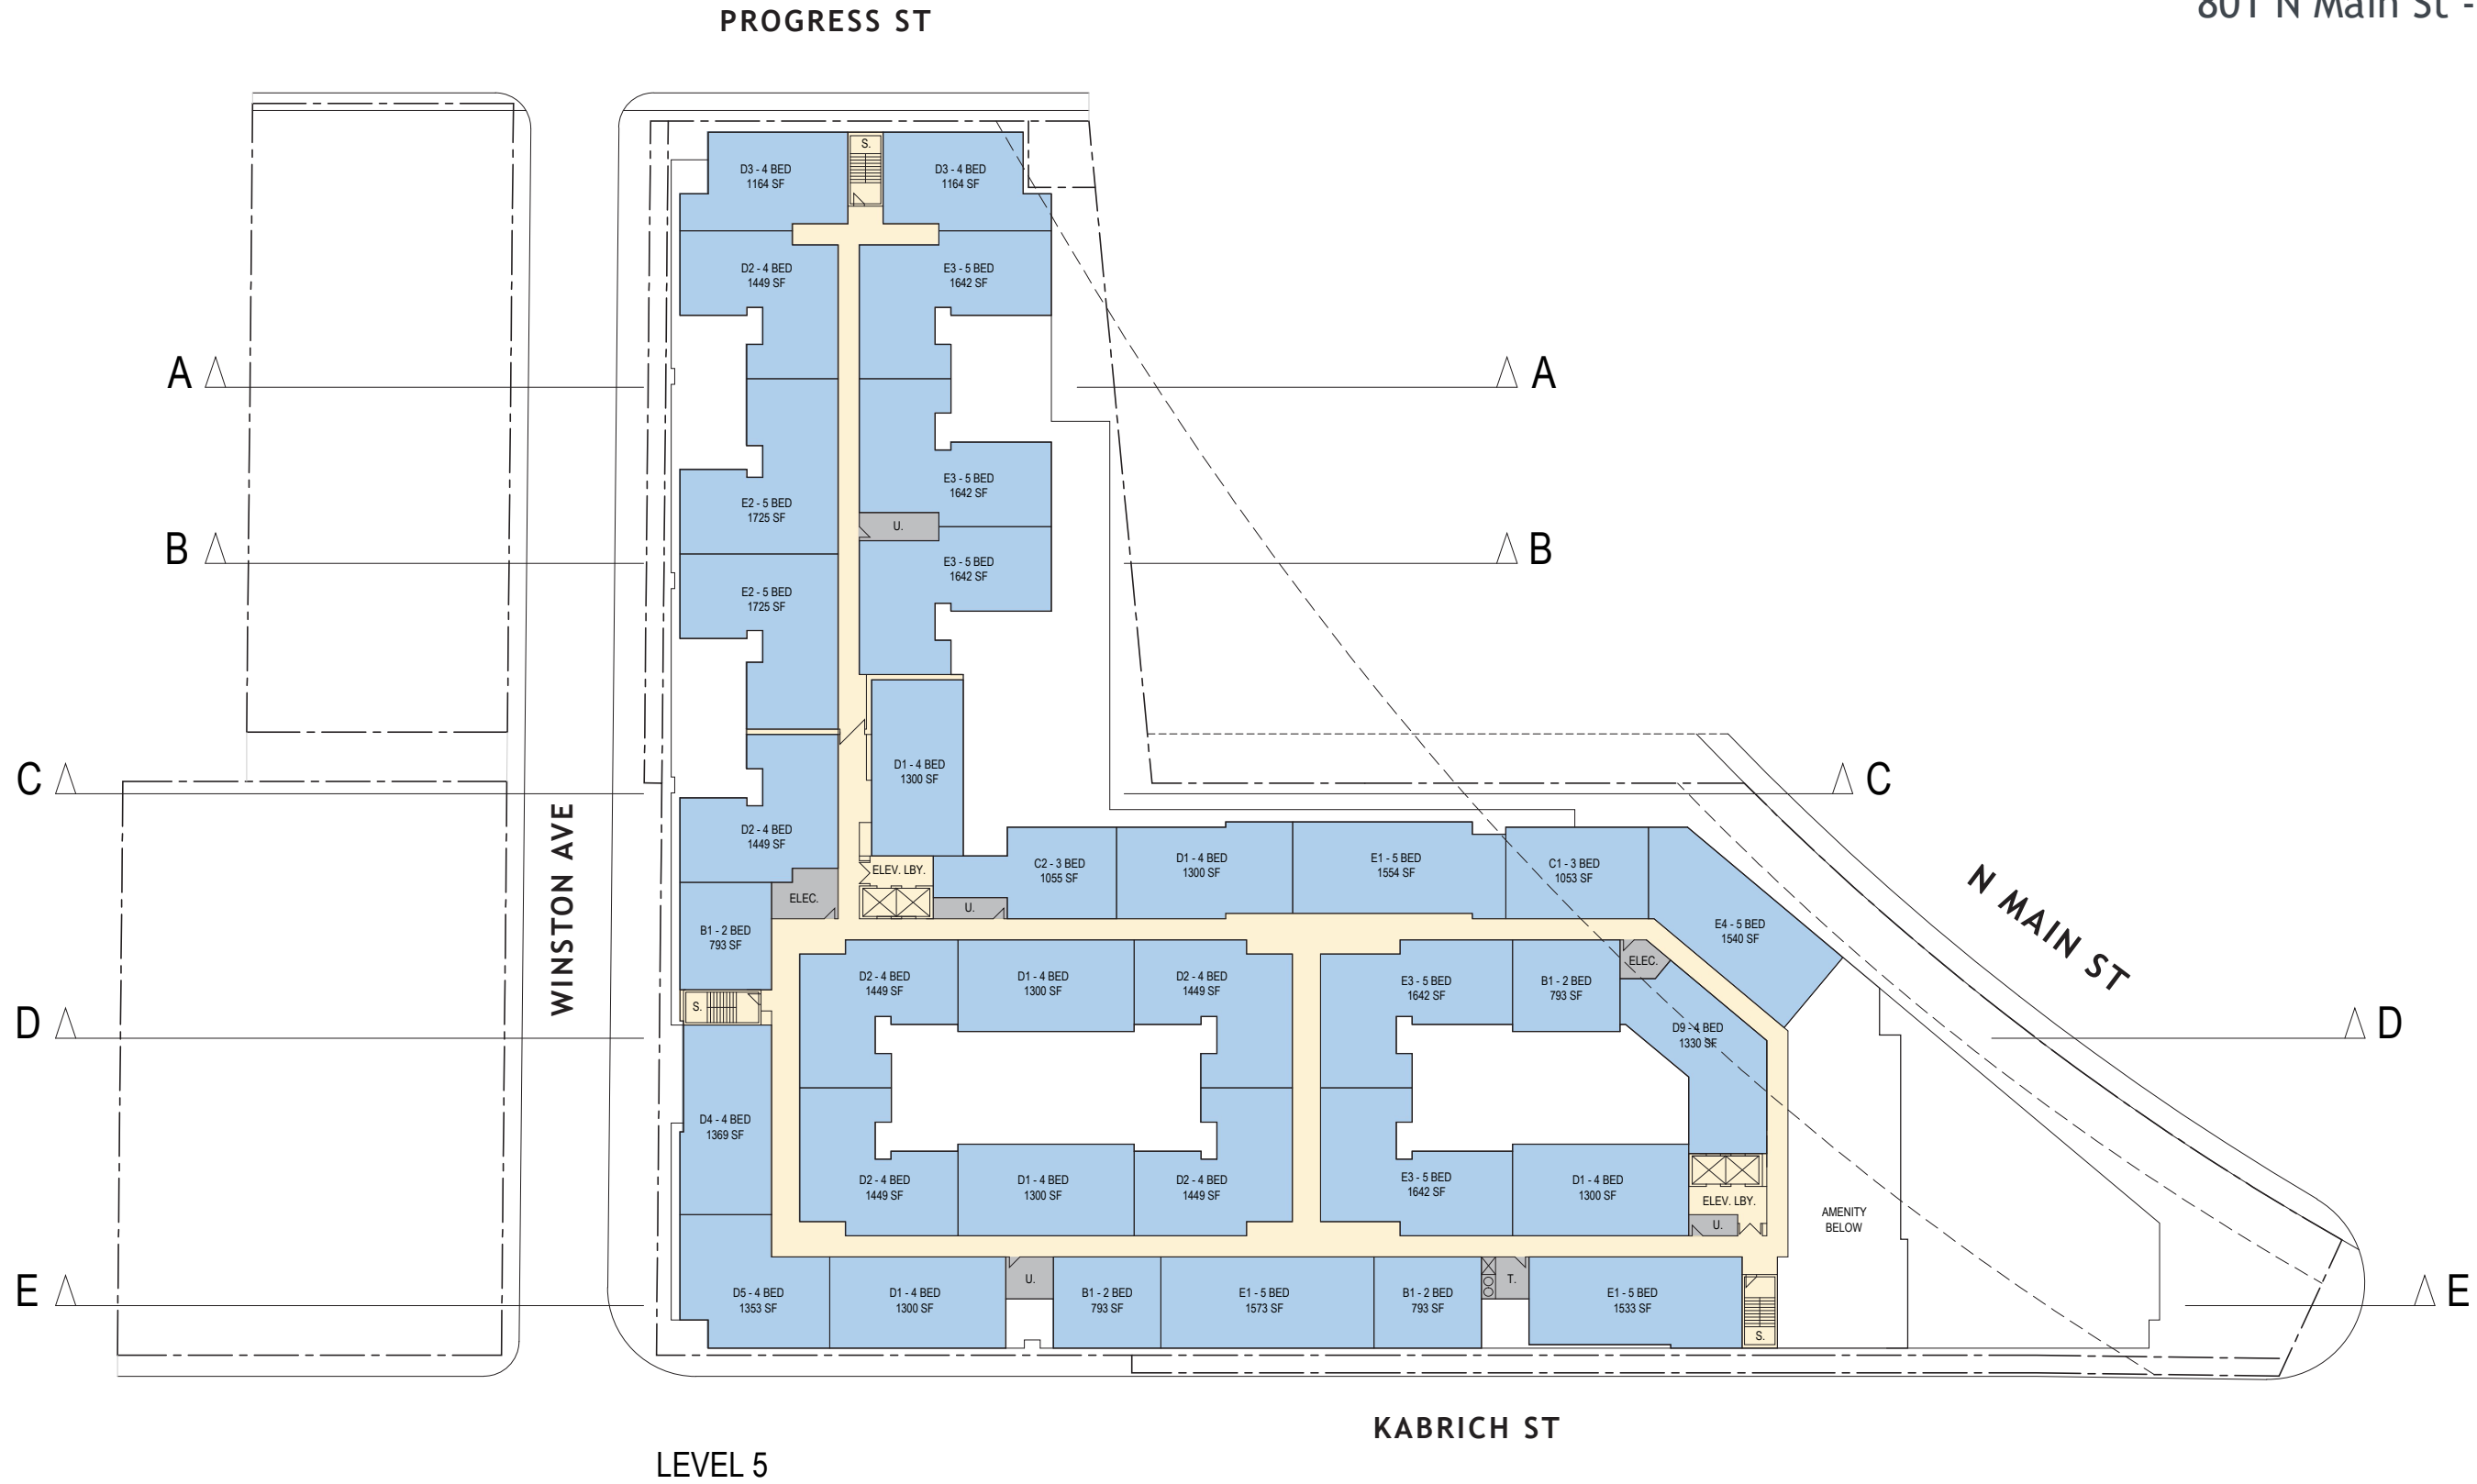 PROGRESS ST
801 N Main St -
S.
D3 - 4 BED
1164 SF
D3 - 4 BED
1164 SF
D2 - 4 BED
1449 SF
E3 - 5 BED
1642 SF
A
A
E3 - 5 BED
1642 SF
E2 - 5 BED
1725 SF
U.
B
B
E3 - 5 BED
1642 SF
E2 - 5 BED
1725 SF
D1 - 4 BED
1300 SF
C
C
D2 - 4 BED
1449 SF
WINSTON AVE
ELEV. LBY.
C2 - 3 BED
1055 SF
D1 - 4 BED
1300 SF
E1 - 5 BED
1554 SF
C1 - 3 BED
1053 SF
ELEC.
U.
N MAIN ST
E4 - 5 BED
1540 SF
B1 - 2 BED
793 SF
ELEC.
D2 - 4 BED
1449 SF
D1 - 4 BED
1300 SF
D2 - 4 BED
1449 SF
E3 - 5 BED
1642 SF
B1 - 2 BED
793 SF
S.
D
D
D9 - 4 BED
1330 SF
D4 - 4 BED
1369 SF
D2 - 4 BED
1449 SF
D1 - 4 BED
1300 SF
D2 - 4 BED
1449 SF
E3 - 5 BED
1642 SF
D1 - 4 BED
1300 SF
ELEV. LBY.
U.
AMENITY
BELOW
E
E
D5 - 4 BED
1353 SF
D1 - 4 BED
1300 SF
U.
B1 - 2 BED
793 SF
E1 - 5 BED
1573 SF
B1 - 2 BED
793 SF
T.
E1 - 5 BED
1533 SF
S.
KABRICH ST
LEVEL 5